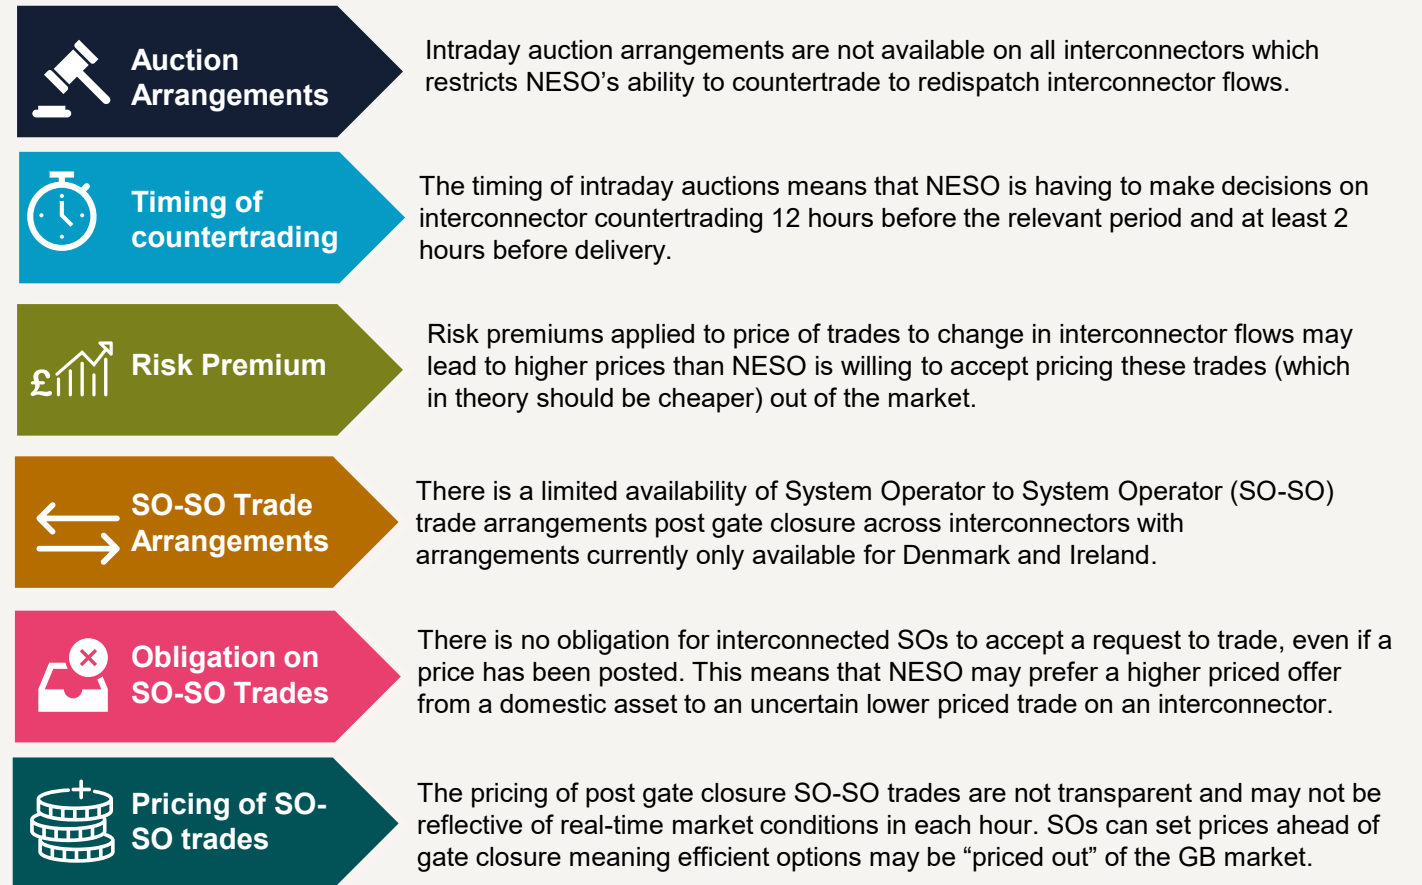 Auction
Arrangements
Intraday auction arrangements are not available on all interconnectors which
restricts NESO’s ability to countertrade to redispatch interconnector flows.
Timing of
countertrading
The timing of intraday auctions means that NESO is having to make decisions on
interconnector countertrading 12 hours before the relevant period and at least 2
hours before delivery.
£
Risk Premium
Risk premiums applied to price of trades to change in interconnector flows may
lead to higher prices than NESO is willing to accept pricing these trades (which
in theory should be cheaper) out of the market.
SO-SO Trade
Arrangements
There is a limited availability of System Operator to System Operator (SO-SO)
trade arrangements post gate closure across interconnectors with
arrangements currently only available for Denmark and Ireland.
Obligation on
SO-SO Trades
There is no obligation for interconnected SOs to accept a request to trade, even if a
price has been posted. This means that NESO may prefer a higher priced offer
from a domestic asset to an uncertain lower priced trade on an interconnector.
Pricing of SO-
SO trades
The pricing of post gate closure SO-SO trades are not transparent and may not be
reflective of real-time market conditions in each hour. SOs can set prices ahead of
gate closure meaning efficient options may be “priced out” of the GB market.